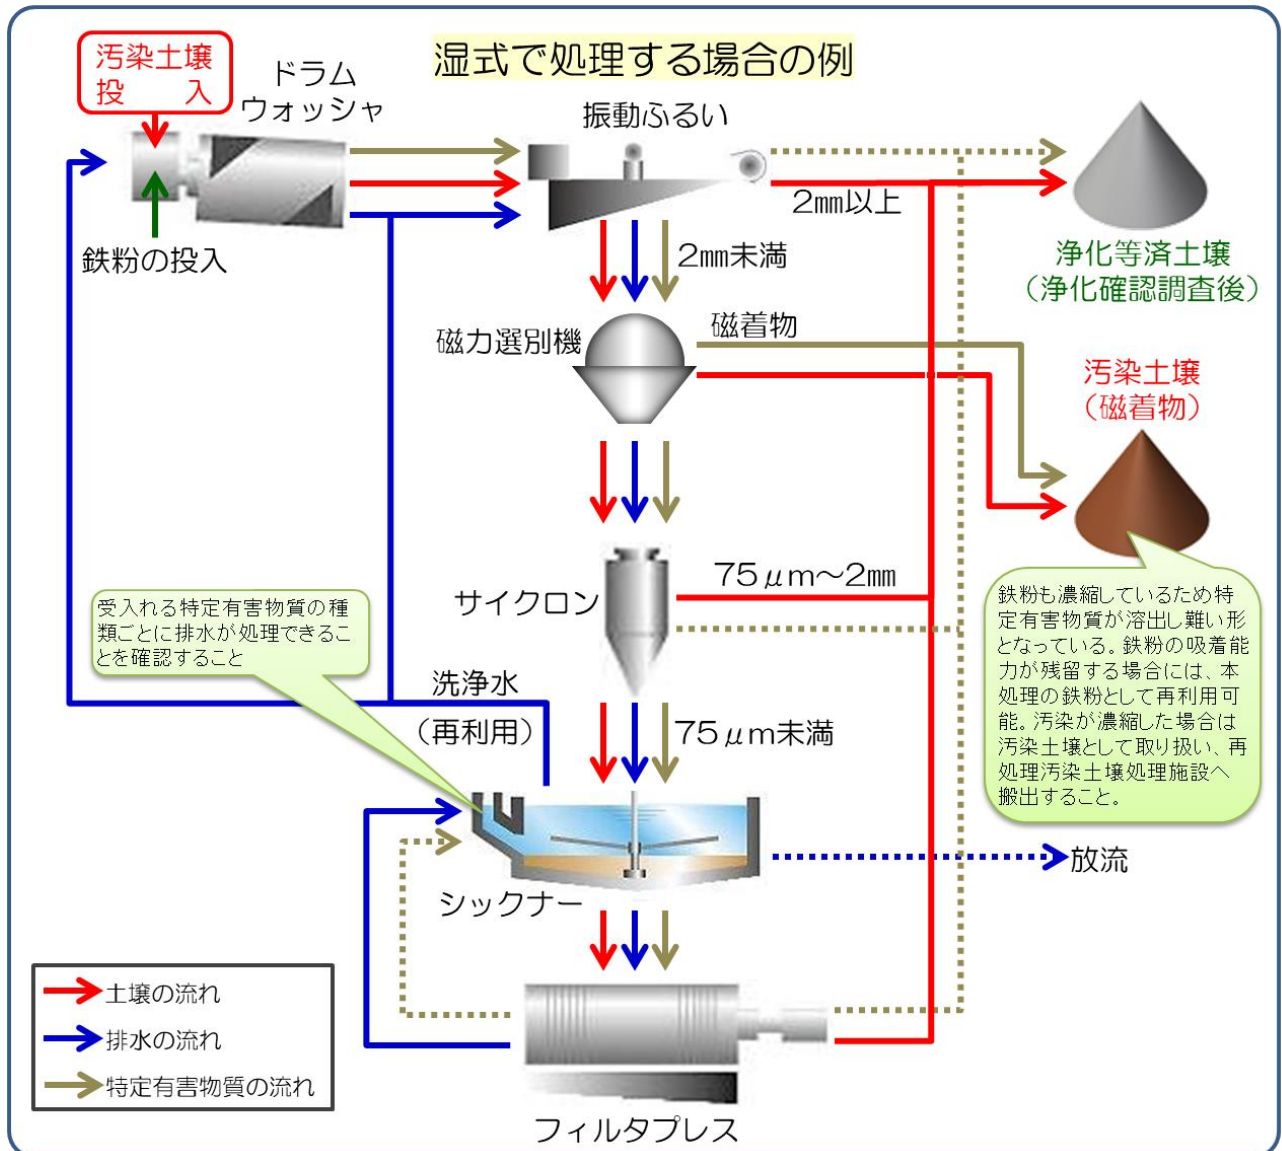 湿式で処理する場合の例
汚染土壌
投　入
ドラム
ウォッシャ
振動ふるい
鉄粉の投入
2㎜以上
2㎜未満
浄化等済土壌
（浄化確認調査後）
磁力選別機
磁着物
汚染土壌
（磁着物）
サイクロン
75μm～2㎜
受入れる特定有害物質の種
類ごとに排水が処理できるこ
とを確認すること
鉄粉も濃縮しているため特
定有害物質が溶出し難い形
となっている。鉄粉の吸着能
力が残留する場合には、本
処理の鉄粉として再利用可
能。汚染が濃縮した場合は
汚染土壌として取り扱い、再
処理汚染土壌処理施設へ
搬出すること。
洗浄水
（再利用）
75μm未満
シックナー
放流
土壌の流れ
排水の流れ
特定有害物質の流れ
フィルタプレス